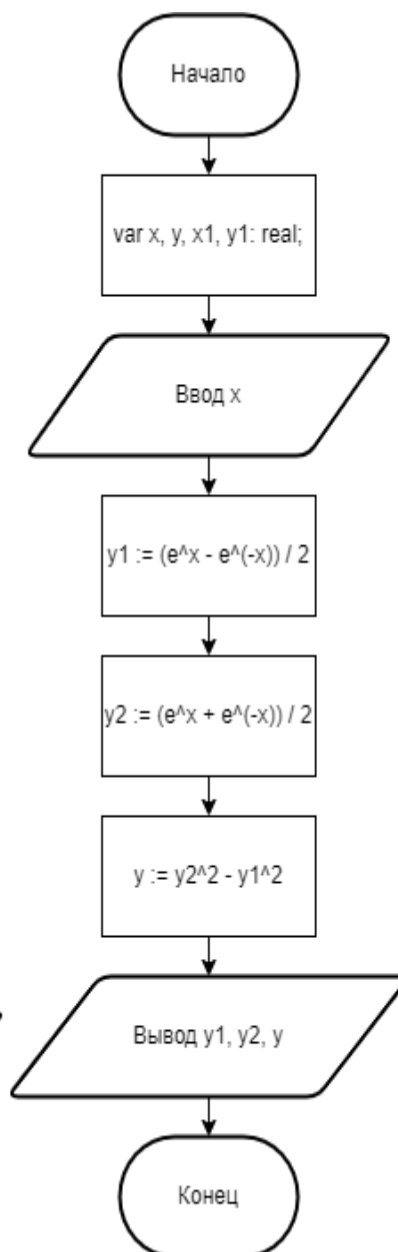 Начало
var x, y, x1, y1: real;
Ввод x
y1 := (e^x - e^(-x)) / 2
y2 := (e^x + e^(-x)) / 2
y := y2^2 - y1^2
Вывод y1, y2, y
Конец